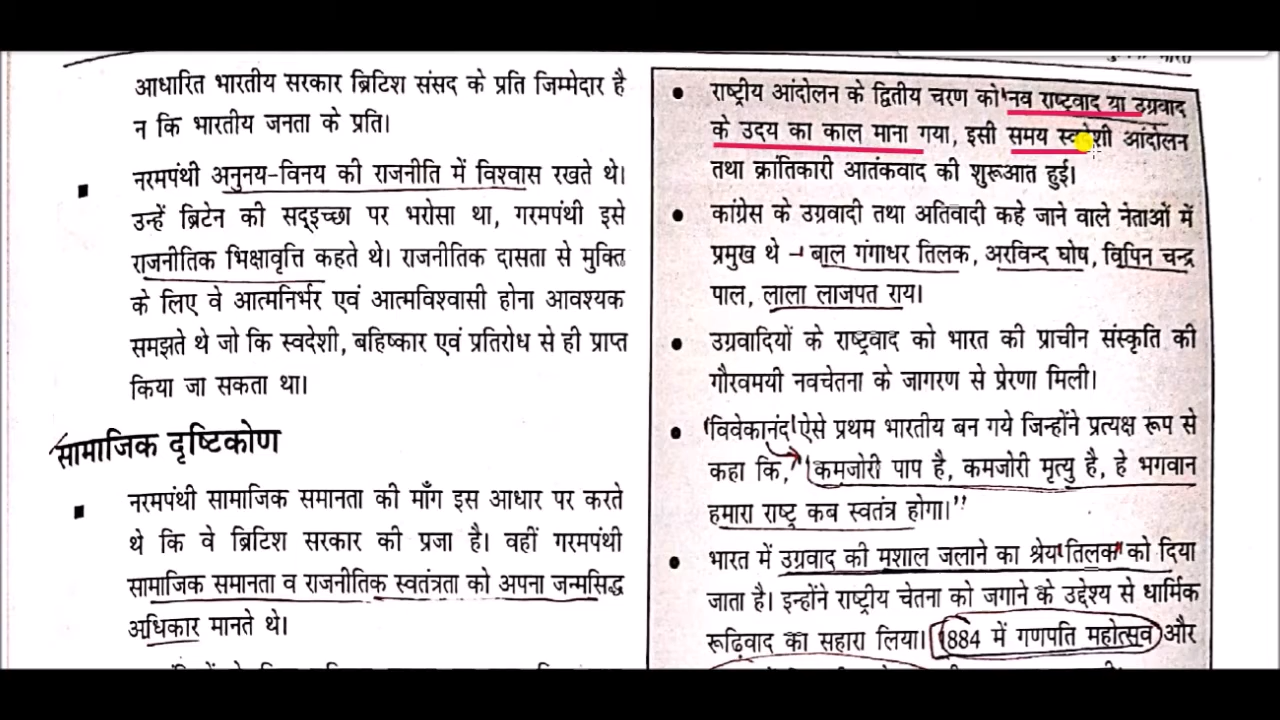 आधारित भारतीय सरकार ब्रिटिश संसद के प्रति जिम्मेदार है
न कि भारतीय जनता के प्रति।
■ नरमपंथी अनुनय-विनय की राजनीति में विश्वास रखते थे।
उन्हें ब्रिटेन की सद्इच्छा पर भरोसा था, गरमपंथी इसे
राजनीतिक भिक्षावृत्ति कहते थे। राजनीतिक दासता से मुक्ति
के लिए वे आत्मनिर्भर एवं आत्मविश्वासी होना आवश्यक
समझते थे जो कि स्वदेशी, बहिष्कार एवं प्रतिरोध से ही प्राप्त
किया जा सकता था।
सामाजिक दृष्टिकोण
■ नरमपंथी सामाजिक समानता की माँग इस आधार पर करते
थे कि वे ब्रिटिश सरकार की प्रजा है। वहीं गरमपंथी
सामाजिक समानता व राजनीतिक स्वतंत्रता को अपना जन्मसिद्ध
अधिकार मानते थे।
भारत
• राष्ट्रीय आंदोलन के द्वितीय चरण को नव राष्ट्रवाद या उग्रवाद
के उदय का काल माना गया, इसी समय स्वदेशी आंदोलन
तथा क्रांतिकारी आतंकवाद की शुरूआत हुई।
• कांग्रेस के उग्रवादी तथा अतिवादी कहे जाने वाले नेताओं में
प्रमुख थे - बाल गंगाधर तिलक, अरविन्द घोष, विपिन चन्द्र
पाल, लाला लाजपत राय।
• उग्रवादियों के राष्ट्रवाद को भारत की प्राचीन संस्कृति की
गौरवमयी नवचेतना के जागरण से प्रेरणा मिली।
• विवेकानंद ऐसे प्रथम भारतीय बन गये जिन्होंने प्रत्यक्ष रूप से
कहा कि, कमजोरी पाप है, कमजोरी मृत्यु है, हे भगवान
हमारा राष्ट्र कब स्वतंत्र होगा।”
• भारत में उग्रवाद की मशाल जलाने का श्रेय तिलक को दिया
जाता है। इन्होंने राष्ट्रीय चेतना को जगाने के उद्देश्य से धार्मिक
रूढ़िवाद का सहारा लिया। 1884 में गणपति महोत्सव और